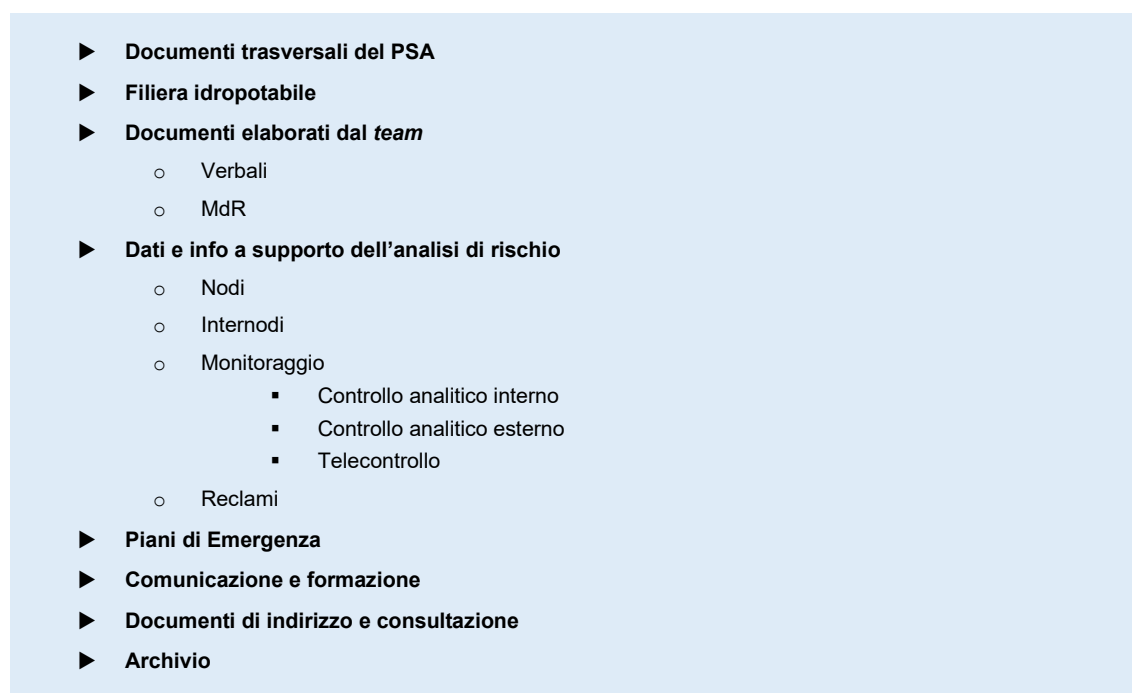 ▶ Documenti trasversali del PSA
▶ Filiera idropotabile
▶ Documenti elaborati dal team
o Verbali
o MdR
▶ Dati e info a supporto dell’analisi di rischio
o Nodi
o Internodi
o Monitoraggio
▪ Controllo analitico interno
▪ Controllo analitico esterno
▪ Telecontrollo
o Reclami
▶ Piani di Emergenza
▶ Comunicazione e formazione
▶ Documenti di indirizzo e consultazione
▶ Archivio